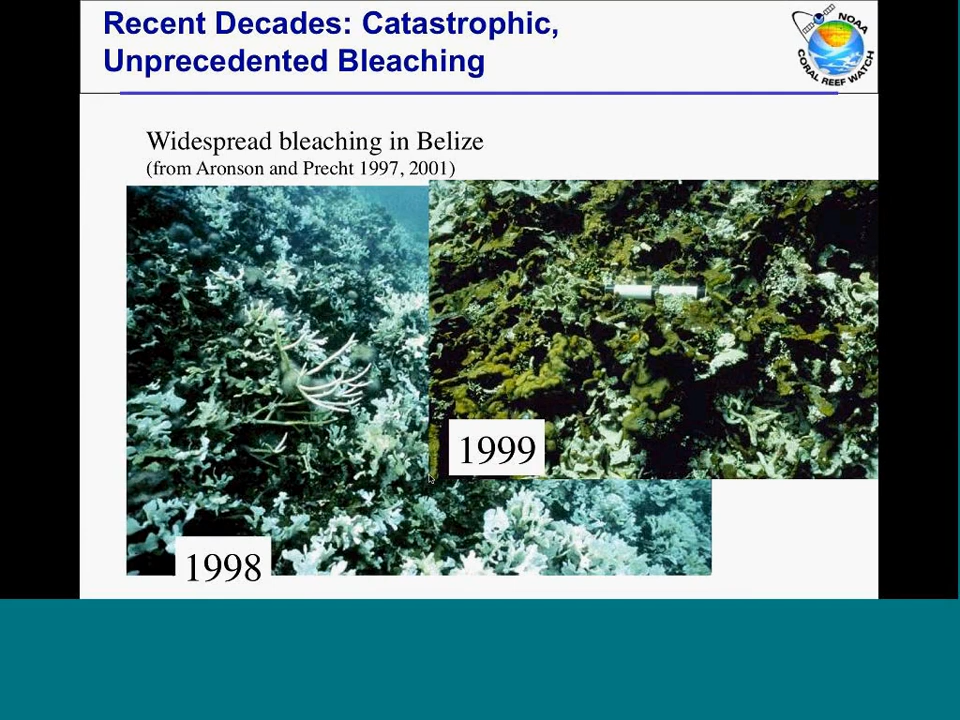 Recent Decades: Catastrophic,
Unprecedented Bleaching
NOAA
CORAL REEF WATCH
Widespread bleaching in Belize
(from Aronson and Precht 1997, 2001)
1999
1998